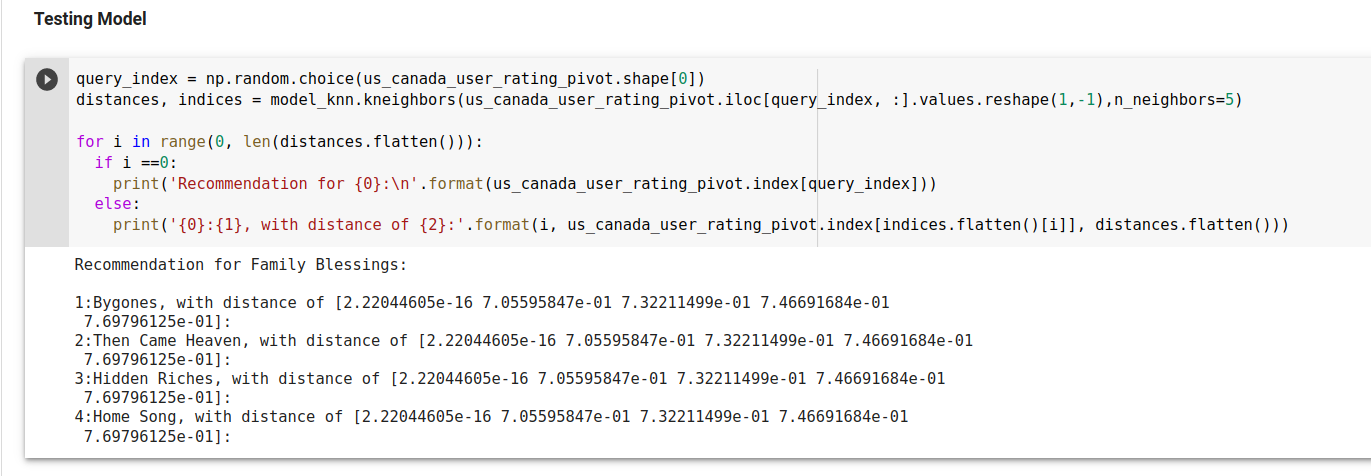 Testing Model
query_index = np.random.choice(us_canada_user_rating_pivot.shape[0])
distances, indices = model_knn.kneighbors(us_canada_user_rating_pivot.iloc[query_index, :].values.reshape(1,-1),n_neighbors=5)
for i in range(0, len(distances.flatten())):
if i ==0:
print('Recommendation for {0}:\n'.format(us_canada_user_rating_pivot.index[query_index]))
else:
print('{0}:{1}, with distance of {2}:'.format(i, us_canada_user_rating_pivot.index[indices.flatten()[i]], distances.flatten()))
Recommendation for Family Blessings:
1:Bygones, with distance of [2.22044605e-16 7.05595847e-01 7.32211499e-01 7.46691684e-01
7.69796125e-01]:
2:Then Came Heaven, with distance of [2.22044605e-16 7.05595847e-01 7.32211499e-01 7.46691684e-01
7.69796125e-01]:
3:Hidden Riches, with distance of [2.22044605e-16 7.05595847e-01 7.32211499e-01 7.46691684e-01
7.69796125e-01]:
4:Home Song, with distance of [2.22044605e-16 7.05595847e-01 7.32211499e-01 7.46691684e-01
7.69796125e-01]: